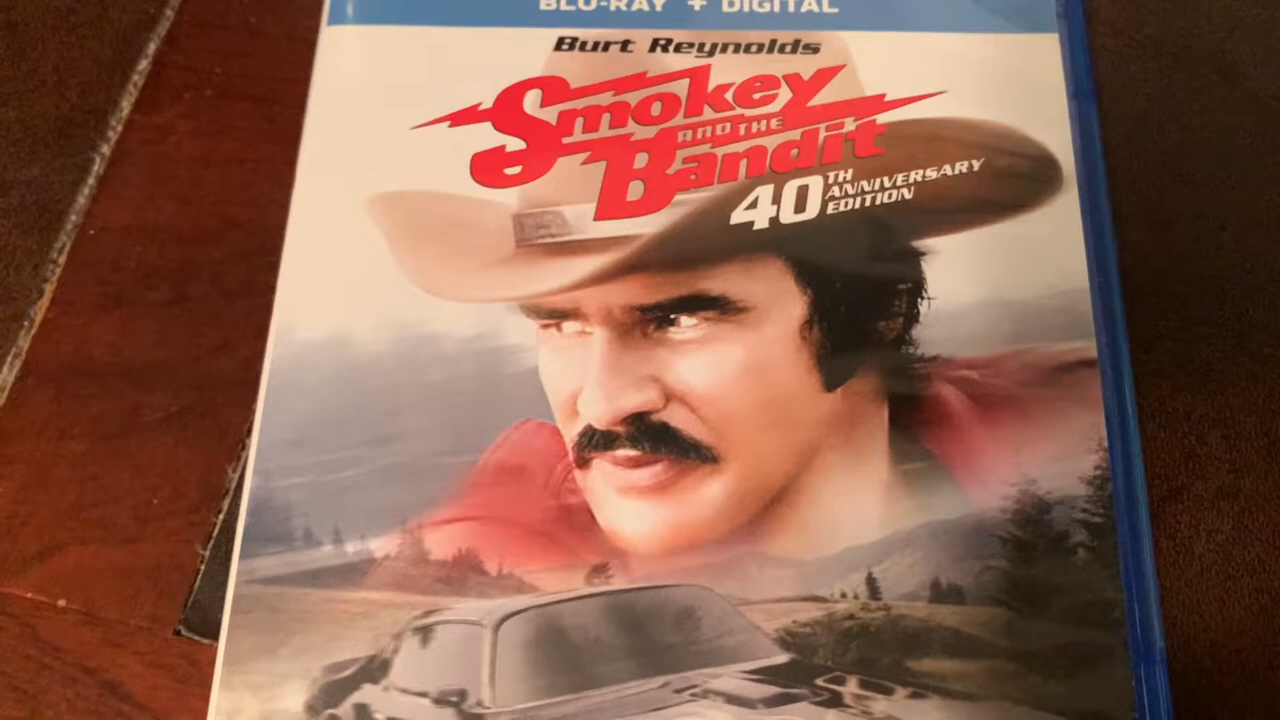 BLU-RAY + DIGITAL
Burt Reynolds
Smokey
AND THE
Bandit
40TH
ANNIVERSARY
EDITION